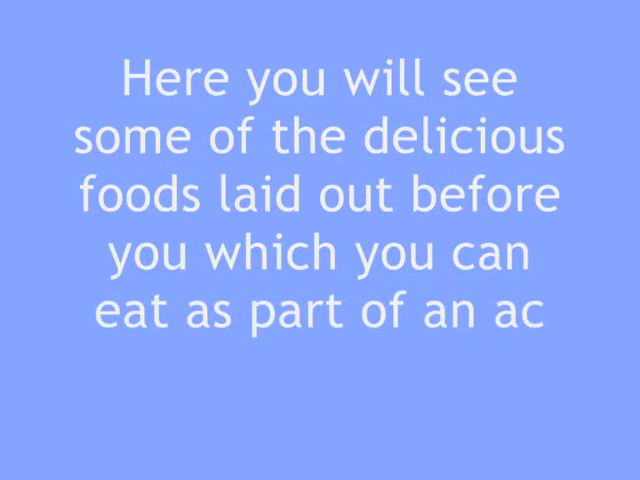 Here you will see
some of the delicious
foods laid out before
you which you can
eat as part of an ac